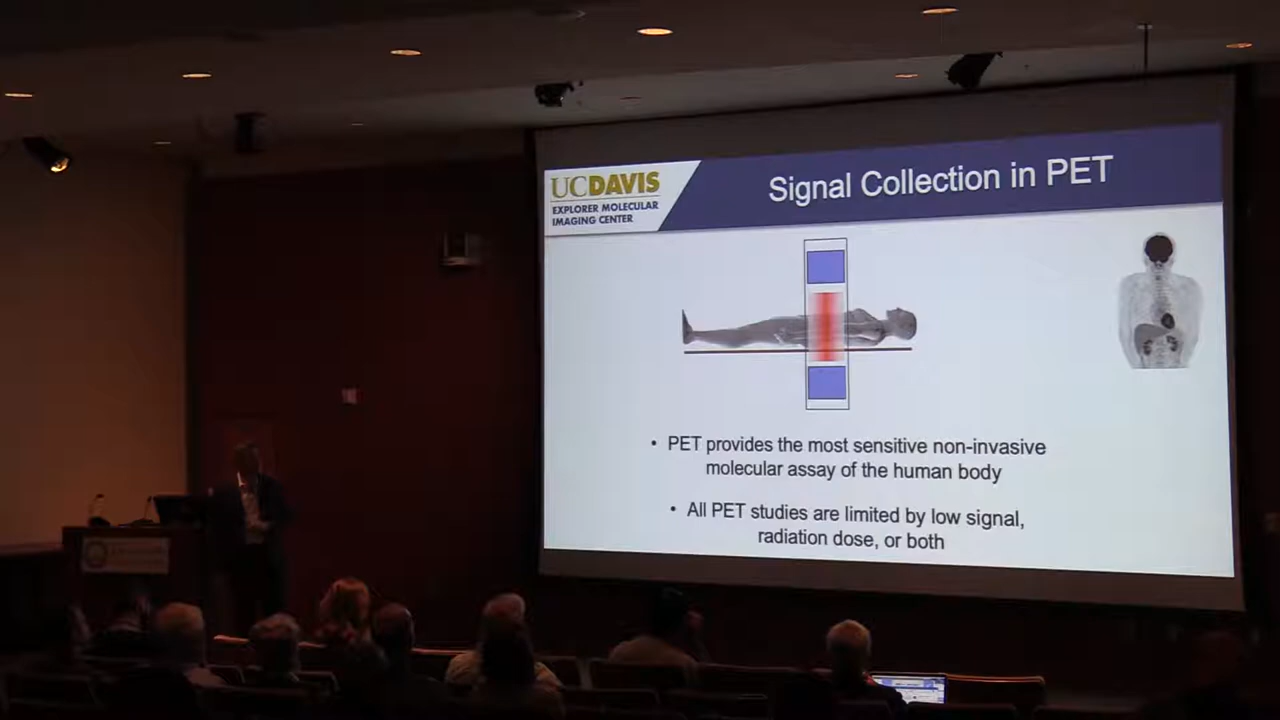 UCDAVIS
EXPLORER MOLECULAR
IMAGING CENTER
Signal Collection in PET
• PET provides the most sensitive non-invasive
molecular assay of the human body
• All PET studies are limited by low signal,
radiation dose, or both